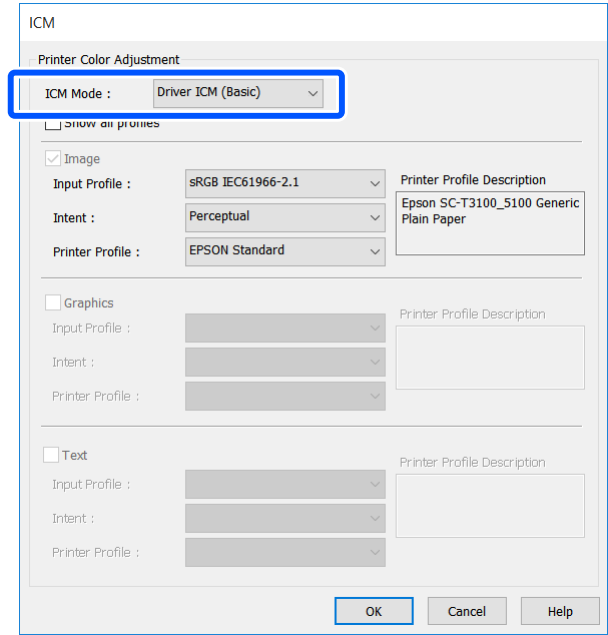 ICM
Printer Color Adjustment
ICM Mode :
Driver ICM (Basic)
Show all profiles
Image
Input Profile :
sRGB IEC61966-2.1
Intent :
Perceptual
Printer Profile :
EPSON Standard
Printer Profile Description
Epson SC-T3100_5100 Generic
Plain Paper
Graphics
Input Profile :
Intent :
Printer Profile :
Printer Profile Description
Text
Input Profile :
Intent :
Printer Profile :
Printer Profile Description
OK
Cancel
Help